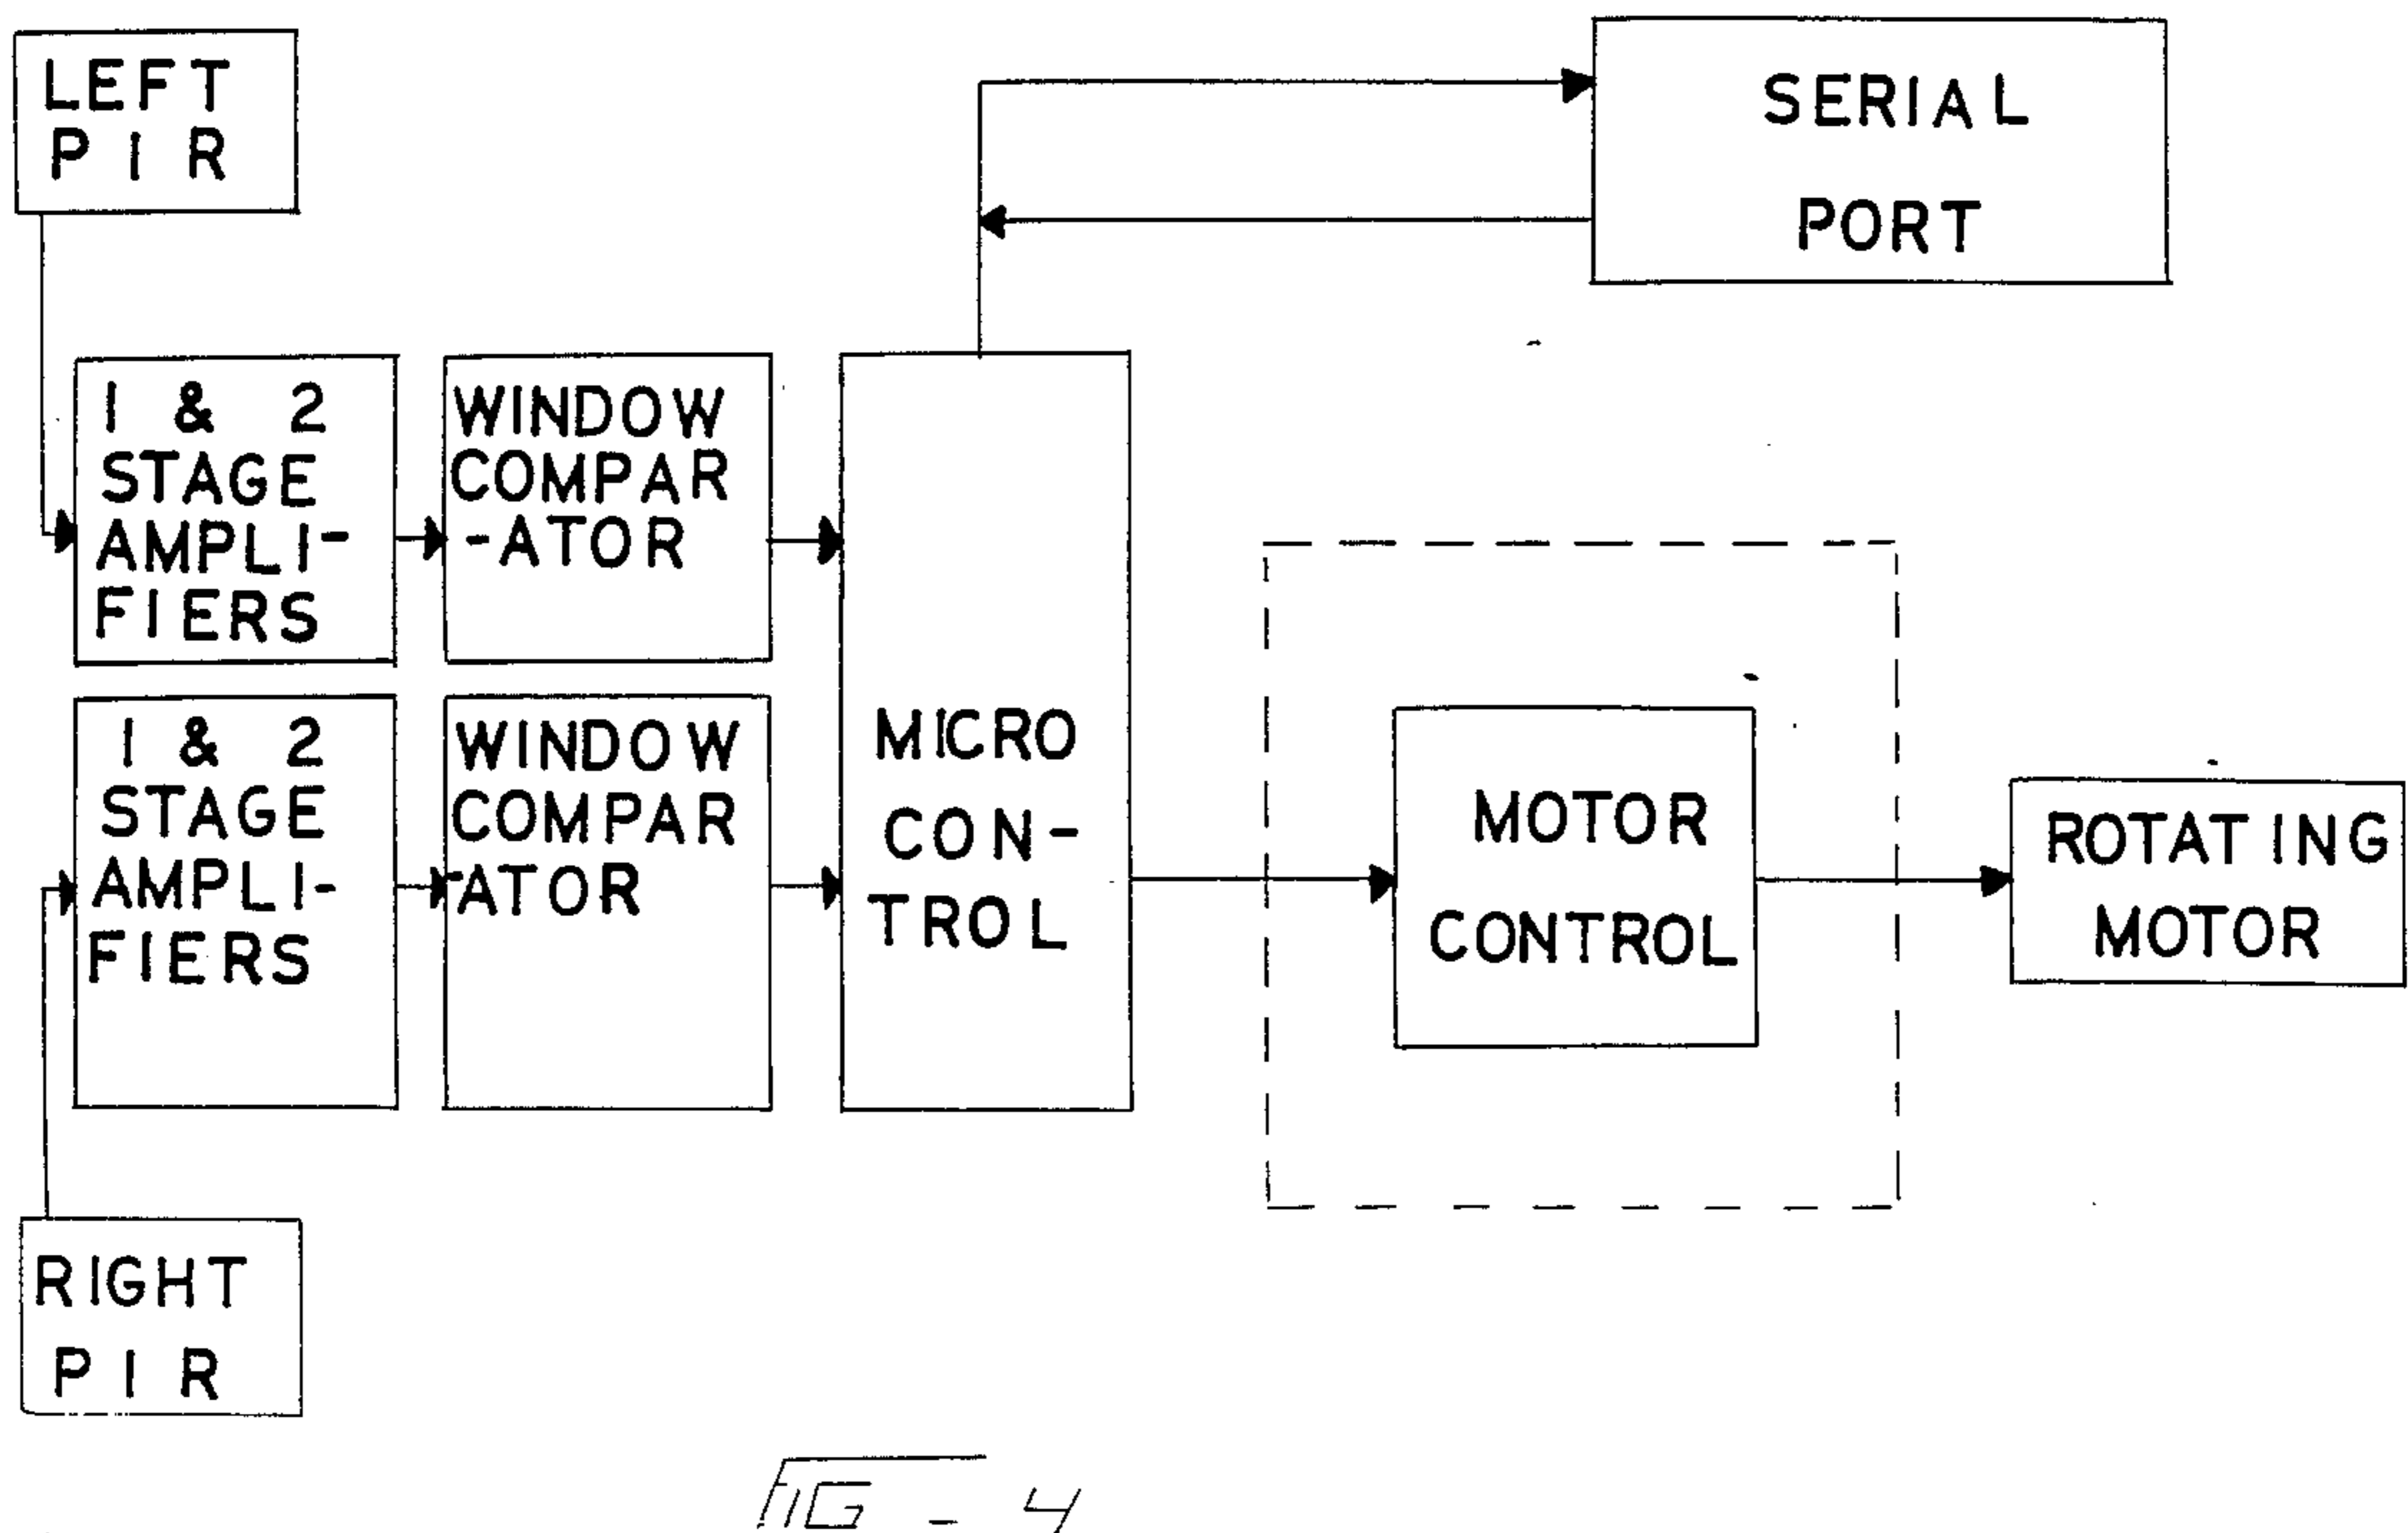 LEFT
PIR
SERIAL
PORT
1 & 2
STAGE
AMPLI-
FIERS
WINDOW
COMPAR
-ATOR
1 & 2
STAGE
AMPLI-
FIERS
WINDOW
COMPAR
-ATOR
MICRO
CON-
TROL
MOTOR
CONTROL
ROTATING
MOTOR
RIGHT
PIR
FIG - 4